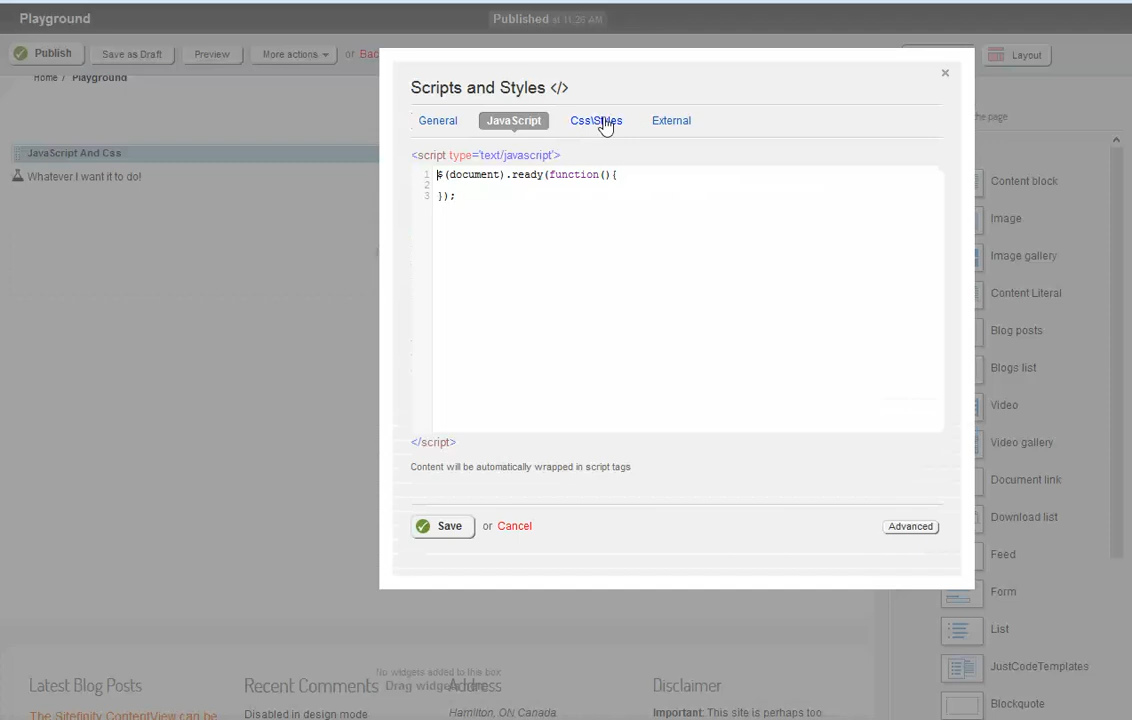 Playground
Published at 11:26 AM
Publish
Save as Draft
Preview
More actions
or
Layout
Home / Playground
the page
JavaScript And Css
Whatever I want it to do!
Scripts and Styles </>
General
JavaScript
Css\Styles
External
<script type='text/javascript'>
1 $(document).ready(function(){
2
3 });
</script>
Content will be automatically wrapped in script tags
Save
or Cancel
Advanced
Content block
Image
Image gallery
Content Literal
Blog posts
Blogs list
Video
Video gallery
Document link
Download list
Feed
Form
List
JustCodeTemplates
Blockquote
No widgets added to this box
Latest Blog Posts
Recent Comments
Address
Disclaimer
The Sitefinity ContentView can be
Disabled in design mode
Hamilton, ON Canada
Important: This site is perhaps too